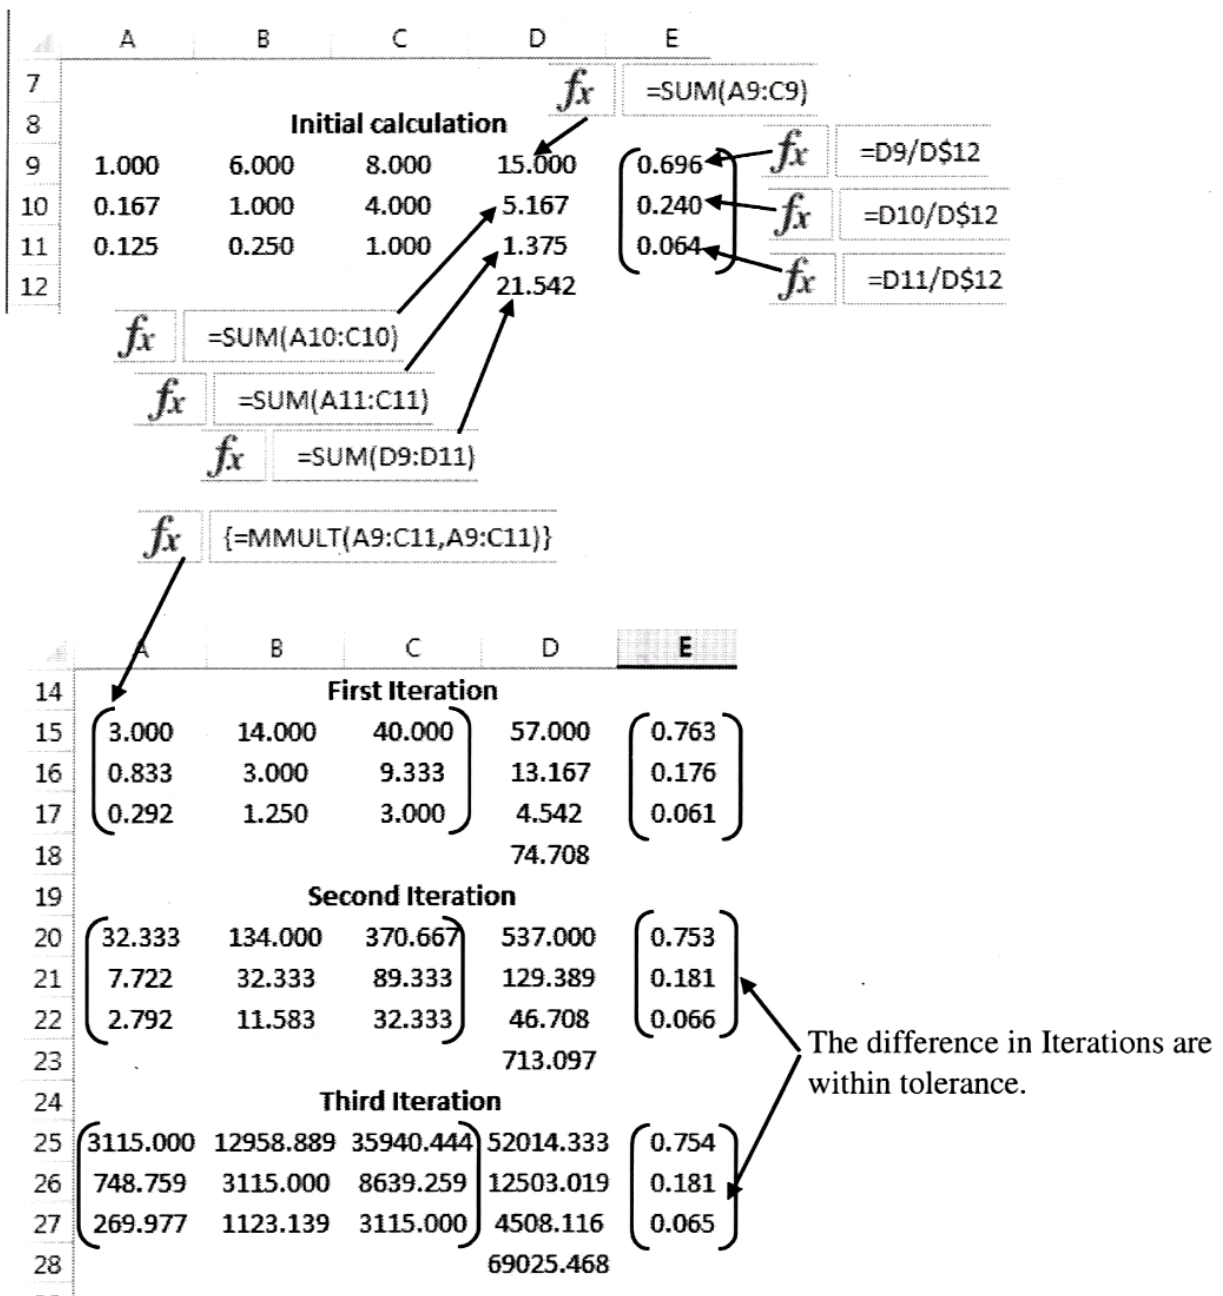 A B C D E
7 fx =SUM(A9:C9)
8 Initial calculation
9 1.000 6.000 8.000 15.000 0.696 fx =D9/D$12
10 0.167 1.000 4.000 5.167 0.240 fx =D10/D$12
11 0.125 0.250 1.000 1.375 0.064 fx =D11/D$12
12 21.542
fx =SUM(A10:C10)
fx =SUM(A11:C11)
fx =SUM(D9:D11)
fx {=MMULT(A9:C11,A9:C11)}
A B C D E
14 First Iteration
15 3.000 14.000 40.000 57.000 0.763
16 0.833 3.000 9.333 13.167 0.176
17 0.292 1.250 3.000 4.542 0.061
18 74.708
19 Second Iteration
20 32.333 134.000 370.667 537.000 0.753
21 7.722 32.333 89.333 129.389 0.181
22 2.792 11.583 32.333 46.708 0.066
The difference in Iterations are
within tolerance.
23 713.097
24 Third Iteration
25 3115.000 12958.889 35940.444 52014.333 0.754
26 748.759 3115.000 8639.259 12503.019 0.181
27 269.977 1123.139 3115.000 4508.116 0.065
28 69025.468